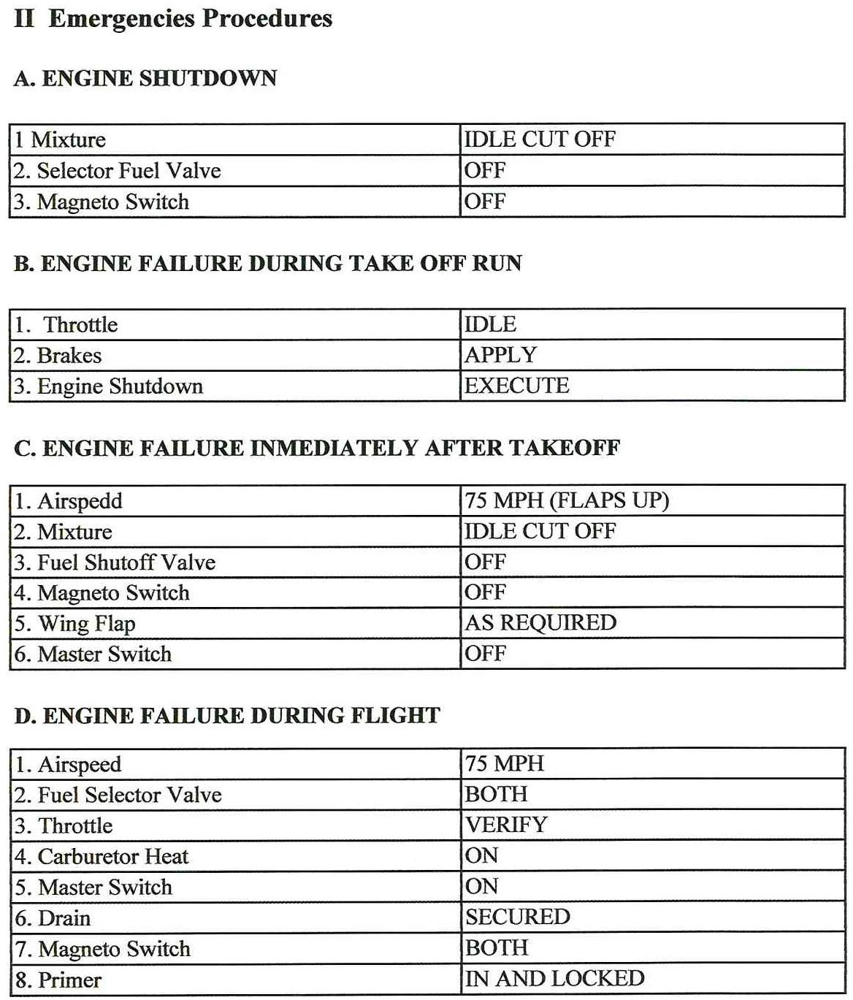 II Emergencies Procedures
A. ENGINE SHUTDOWN
1 Mixture IDLE CUT OFF
2. Selector Fuel Valve OFF
3. Magneto Switch OFF
B. ENGINE FAILURE DURING TAKE OFF RUN
1. Throttle IDLE
2. Brakes APPLY
3. Engine Shutdown EXECUTE
C. ENGINE FAILURE INMEDIATELY AFTER TAKEOFF
1. Airspedd 75 MPH (FLAPS UP)
2. Mixture IDLE CUT OFF
3. Fuel Shutoff Valve OFF
4. Magneto Switch OFF
5. Wing Flap AS REQUIRED
6. Master Switch OFF
D. ENGINE FAILURE DURING FLIGHT
1. Airspeed 75 MPH
2. Fuel Selector Valve BOTH
3. Throttle VERIFY
4. Carburetor Heat ON
5. Master Switch ON
6. Drain SECURED
7. Magneto Switch BOTH
8. Primer IN AND LOCKED